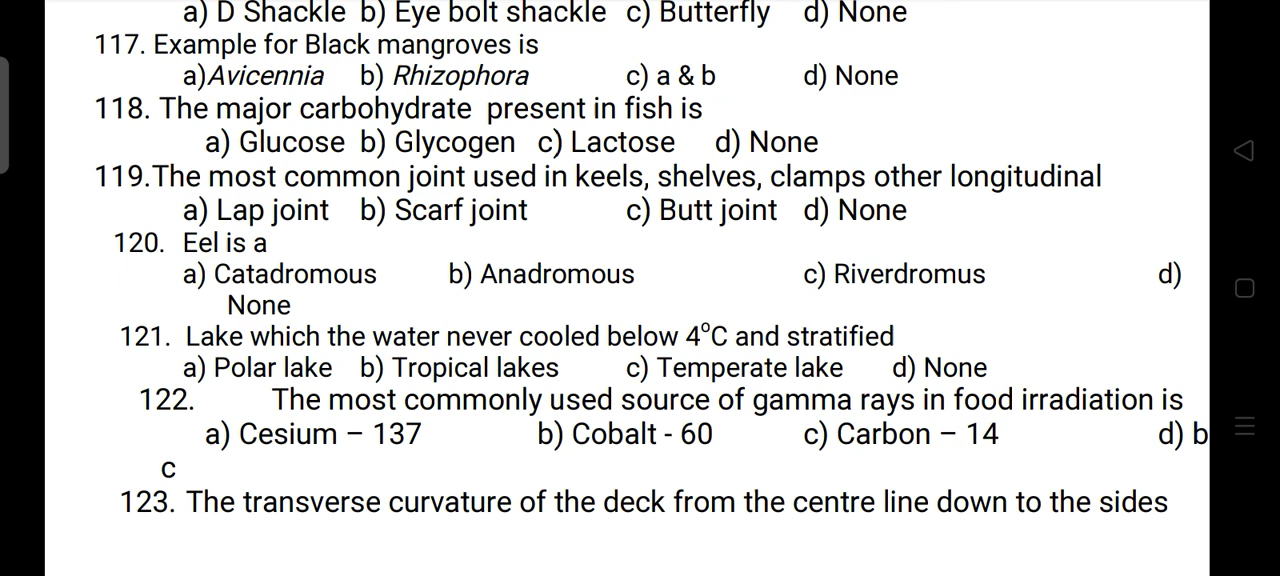 a) D Shackle b) Eye bolt shackle c) Butterfly d) None
117. Example for Black mangroves is
a)Avicennia b) Rhizophora c) a & b d) None
118. The major carbohydrate present in fish is
a) Glucose b) Glycogen c) Lactose d) None
119.The most common joint used in keels, shelves, clamps other longitudinal
a) Lap joint b) Scarf joint c) Butt joint d) None
120. Eel is a
a) Catadromous b) Anadromous c) Riverdromus d)
None
121. Lake which the water never cooled below 4⁰C and stratified
a) Polar lake b) Tropical lakes c) Temperate lake d) None
122. The most commonly used source of gamma rays in food irradiation is
a) Cesium – 137 b) Cobalt - 60 c) Carbon – 14 d) b
c
123. The transverse curvature of the deck from the centre line down to the sides